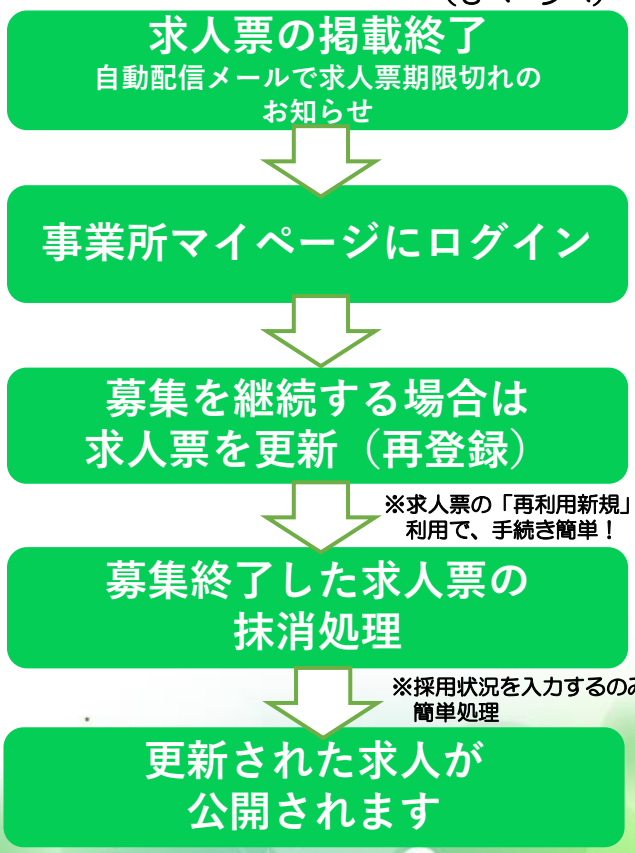 求人票の掲載終了
自動配信メールで求人票期限切れの
お知らせ
事業所マイページにログイン
募集を継続する場合は
求人票を更新（再登録）
※求人票の「再利用新規」
利用で、手続き簡単！
募集終了した求人票の
抹消処理
※採用状況を入力するのみ
簡単処理
更新された求人が
公開されます